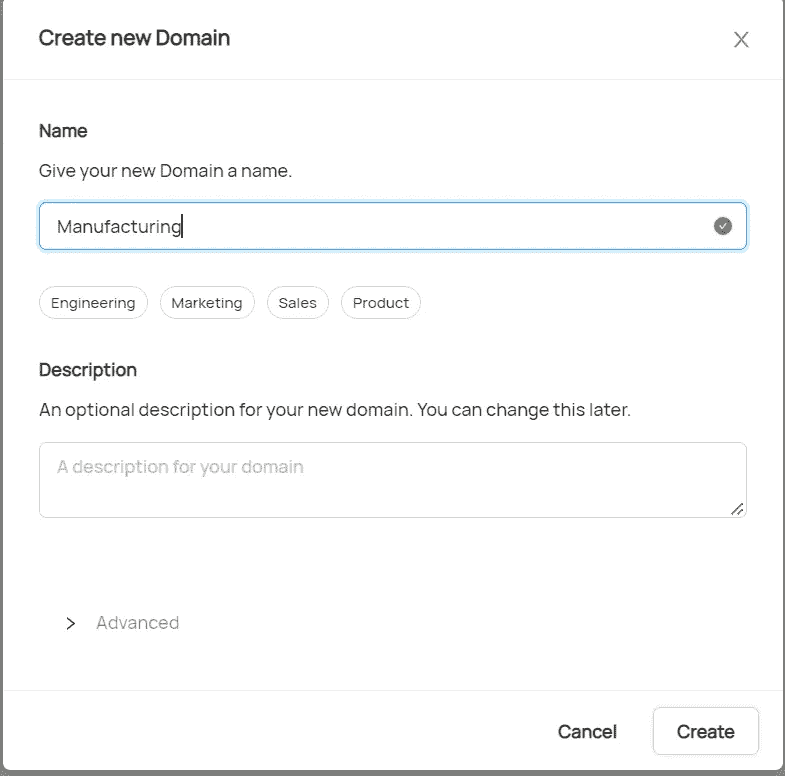 Create new Domain
Name
Give your new Domain a name.
Manufacturing
Engineering Marketing Sales Product
Description
An optional description for your new domain. You can change this later.
A description for your domain
Advanced
Cancel Create